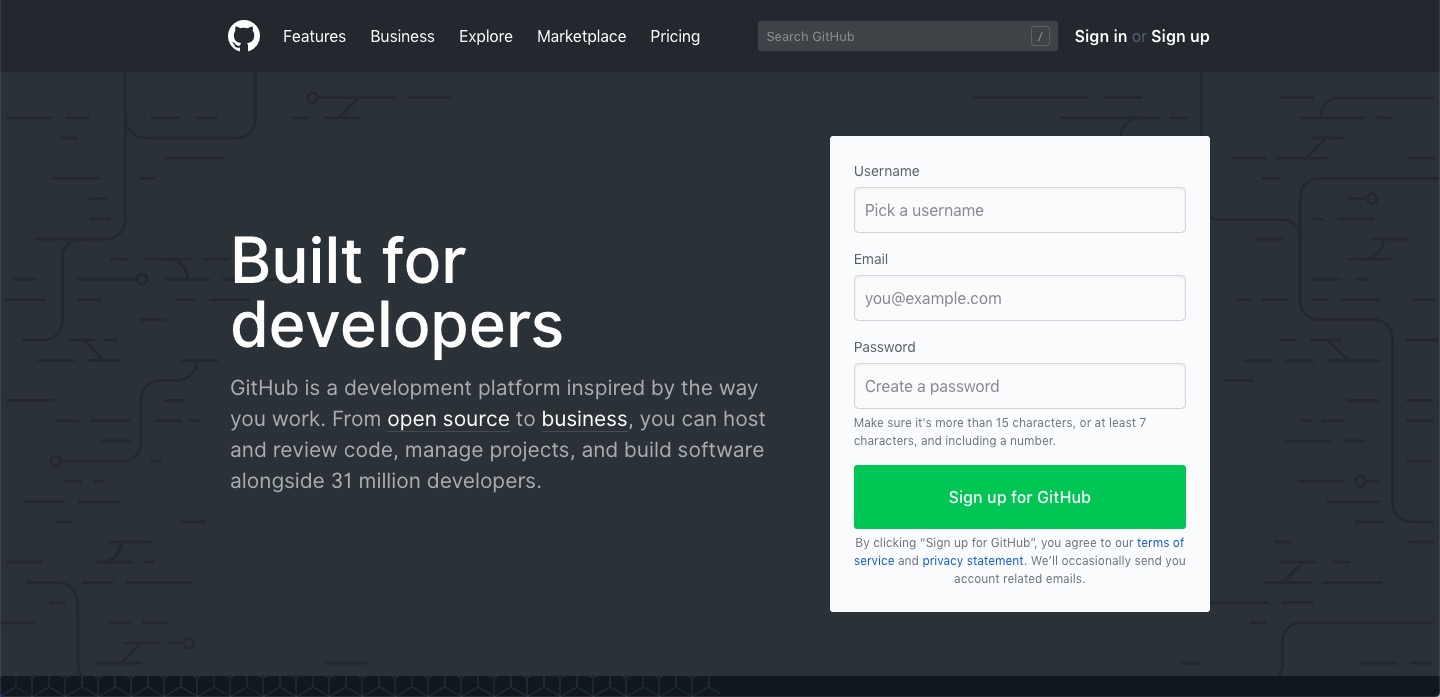 Features Business Explore Marketplace Pricing Search GitHub / Sign in or Sign up
Built for
developers
GitHub is a development platform inspired by the way
you work. From open source to business, you can host
and review code, manage projects, and build software
alongside 31 million developers.
Username
Pick a username
Email
you@example.com
Password
Create a password
Make sure it's more than 15 characters, or at least 7
characters, and including a number.
Sign up for GitHub
By clicking “Sign up for GitHub”, you agree to our terms of
service and privacy statement. We’ll occasionally send you
account related emails.